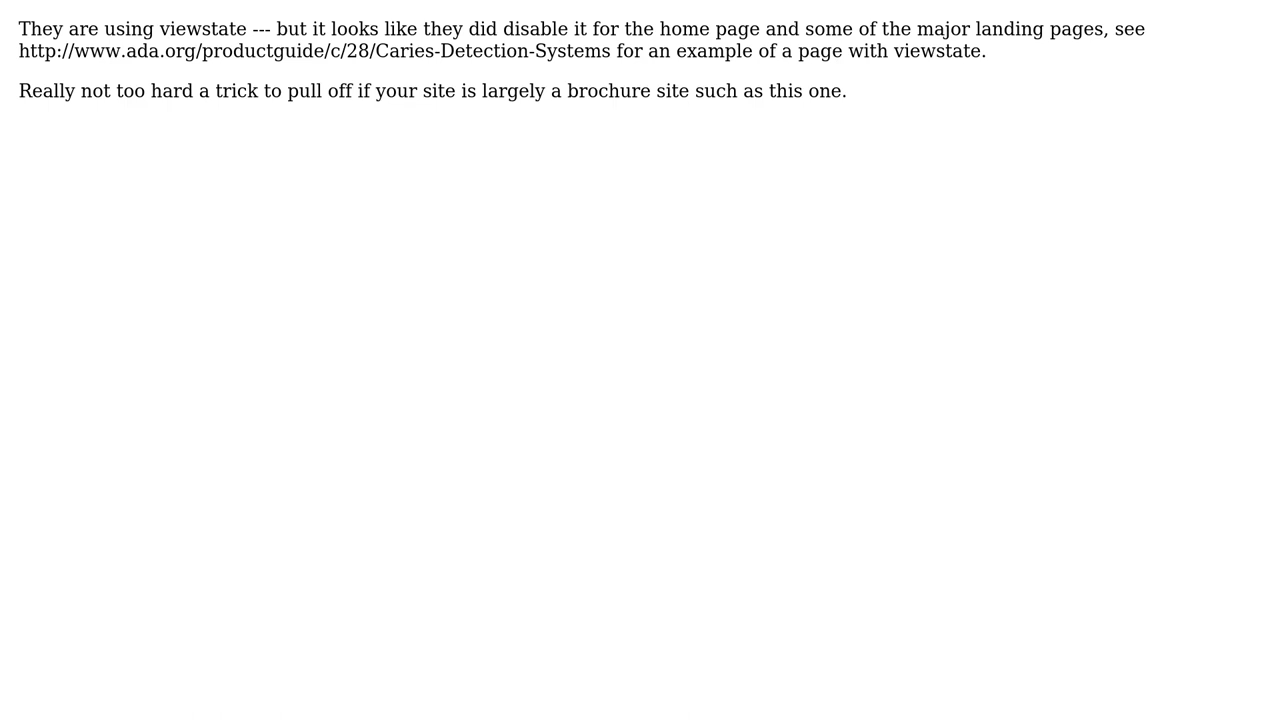 They are using viewstate --- but it looks like they did disable it for the home page and some of the major landing pages, see
http://www.ada.org/productguide/c/28/Caries-Detection-Systems for an example of a page with viewstate.
Really not too hard a trick to pull off if your site is largely a brochure site such as this one.